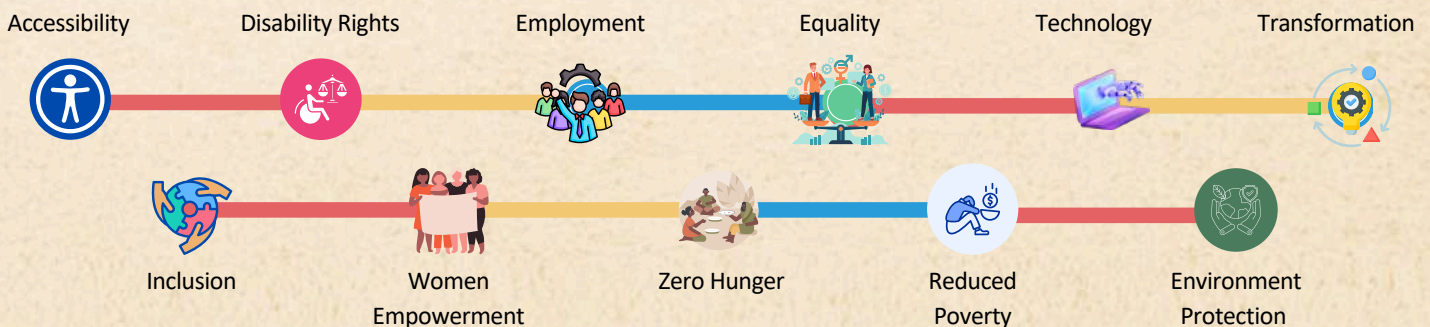 Accessibility
Disability Rights
Employment
Equality
Technology
Transformation
Inclusion
Women
Empowerment
Zero Hunger
Reduced
Poverty
Environment
Protection